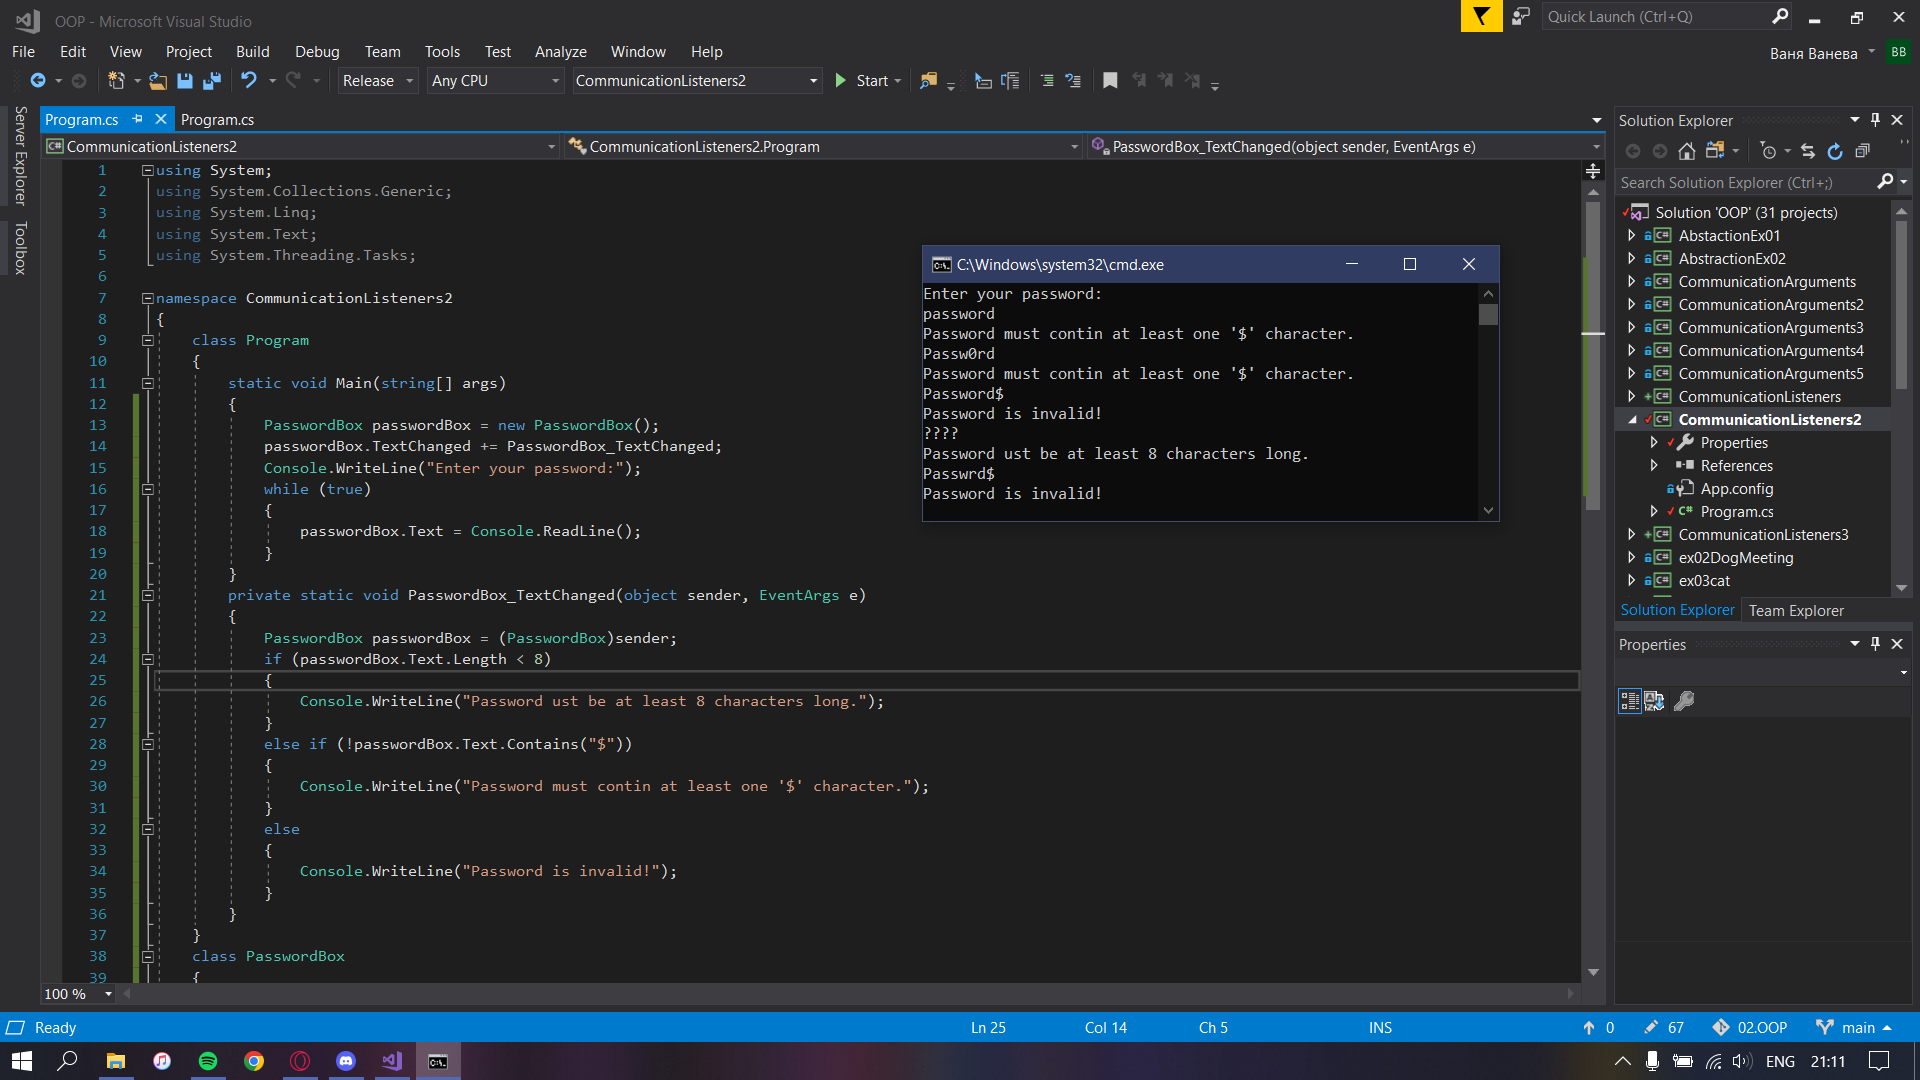 OOP - Microsoft Visual Studio
Quick Launch (Ctrl+Q)
File Edit View Project Build Debug Team Tools Test Analyze Window Help
Ваня Ванева BB
Release Any CPU CommunicationListeners2 Start
Server Explorer
Toolbox
Program.cs Program.cs
CommunicationListeners2 CommunicationListeners2.Program PasswordBox_TextChanged(object sender, EventArgs e)
1 using System;
2 using System.Collections.Generic;
3 using System.Linq;
4 using System.Text;
5 using System.Threading.Tasks;
6
7 namespace CommunicationListeners2
8 {
9 class Program
10 {
11 static void Main(string[] args)
12 {
13 PasswordBox passwordBox = new PasswordBox();
14 passwordBox.TextChanged += PasswordBox_TextChanged;
15 Console.WriteLine("Enter your password:");
16 while (true)
17 {
18 passwordBox.Text = Console.ReadLine();
19 }
20 }
21 private static void PasswordBox_TextChanged(object sender, EventArgs e)
22 {
23 PasswordBox passwordBox = (PasswordBox)sender;
24 if (passwordBox.Text.Length < 8)
25 {
26 Console.WriteLine("Password ust be at least 8 characters long.");
27 }
28 else if (!passwordBox.Text.Contains("$"))
29 {
30 Console.WriteLine("Password must contin at least one '$' character.");
31 }
32 else
33 {
34 Console.WriteLine("Password is invalid!");
35 }
36 }
37 }
38 class PasswordBox
39 {
100 %
C:\Windows\system32\cmd.exe
Enter your password:
password
Password must contin at least one '$' character.
Passw0rd
Password must contin at least one '$' character.
Password$
Password is invalid!
????
Password ust be at least 8 characters long.
Passwrd$
Password is invalid!
Solution Explorer
Search Solution Explorer (Ctrl+;)
Solution 'OOP' (31 projects)
C# AbstactionEx01
C# AbstractionEx02
C# CommunicationArguments
C# CommunicationArguments2
C# CommunicationArguments3
C# CommunicationArguments4
C# CommunicationArguments5
C# CommunicationListeners
C# CommunicationListeners2
Properties
References
App.config
C# Program.cs
C# CommunicationListeners3
C# ex02DogMeeting
C# ex03cat
Solution Explorer Team Explorer
Properties
Ready Ln 25 Col 14 Ch 5 INS 0 67 02.OOP main
ENG 21:11